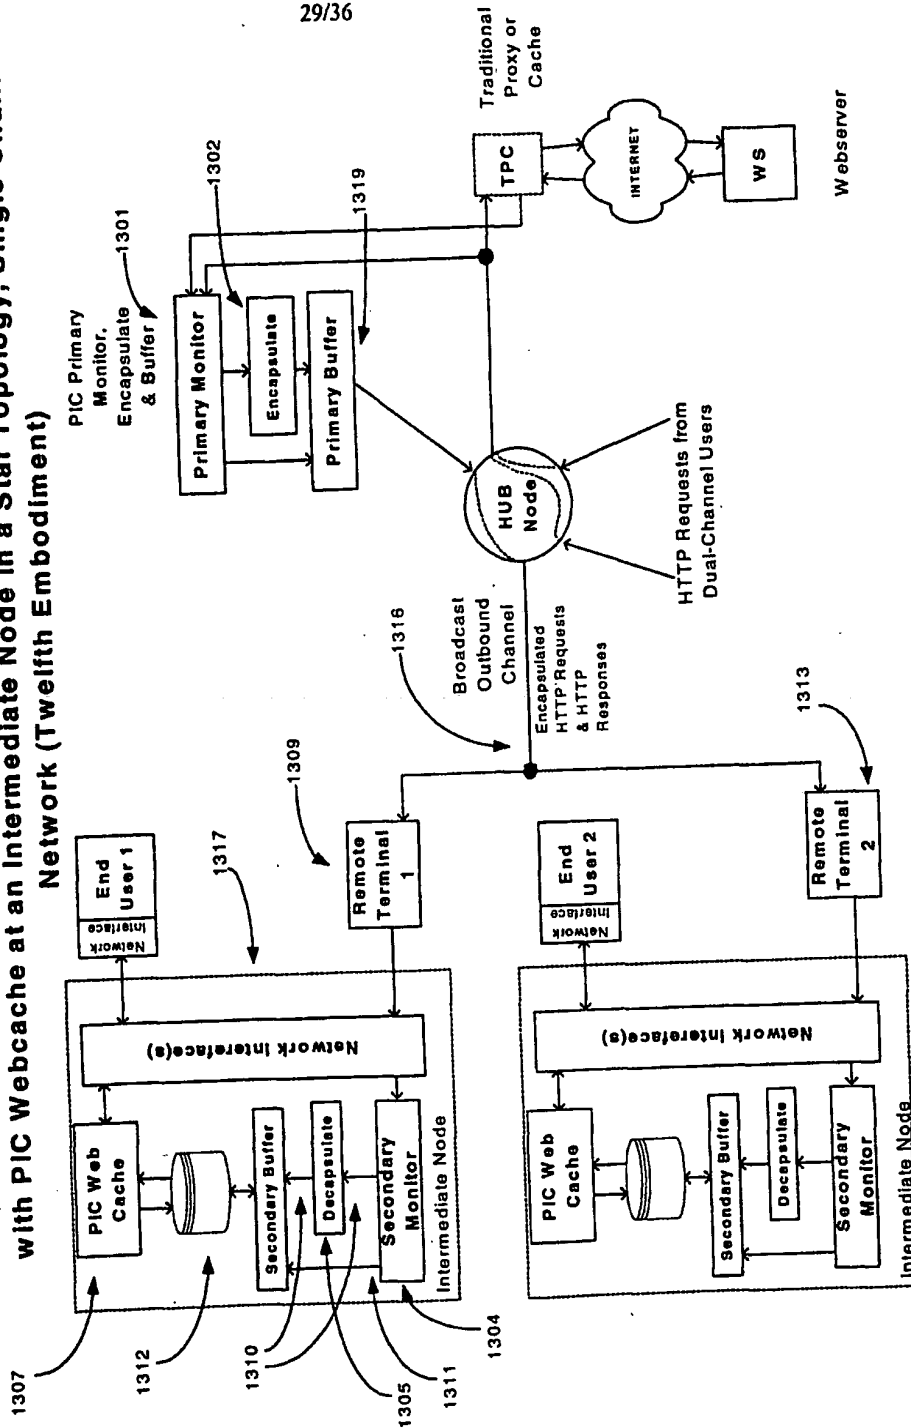 29/36
with PIC Webcache at an Intermediate Node in a Star Topology, Single
Network (Twelfth Embodiment)
PIC Primary
Monitor.
Encapsulate
& Buffer
1301
1302
1319
Primary Monitor
Encapsulate
Primary Buffer
Traditional
Proxy or
Cache
TPC
INTERNET
WS
Webserver
HUB
Node
HTTP Requests from
Dual-Channel Users
1316
Broadcast
Outbound
Channel
Encapsulated
HTTP Requests
& HTTP
Responses
1309
1313
Remote
Terminal
1
Remote
Terminal
2
1317
End
User 1
Network
Interface
Network Intereface(s)
PIC Web
Cache
Secondary Buffer
Decapsulate
Secondary
Monitor
Intermediate Node
1307
1312
1310
1305
1311
1304
End
User 2
Network
Interface
Network Intereface(s)
PIC Web
Cache
Secondary Buffer
Decapsulate
Secondary
Monitor
Intermediate Node